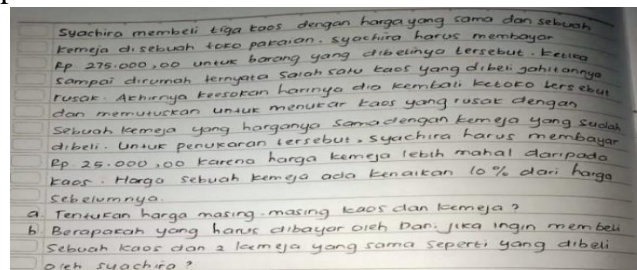 Syachira membeli tiga kaos dengan harga yang sama dan sebuah
kemeja di sebuah toko pakaian. syachira harus membayar
Rp 275.000,00 untuk barang yang dibelinya tersebut. Ketika
sampai dirumah ternyata salah satu kaos yang dibeli jahitannya
rusak. Akhirnya keesokan harinya dia kembali ketoko tersebut
dan memutuskan untuk menukar kaos yang rusak dengan
sebuah kemeja yang harganya sama dengan kemeja yang sudah
dibeli. Untuk penukaran tersebut, syachira harus membayar
Rp. 25.000,00 karena harga kemeja lebih mahal daripada
kaos. Harga sebuah kemeja ada kenaikan 10% dari harga
sebelumnya.
a Tentukan harga masing-masing kaos dan kemeja?
b Berapakah yang harus dibayar oleh Dani jika ingin membeli
sebuah kaos dan 2 kemeja yang sama seperti yang dibeli
oleh syachira?